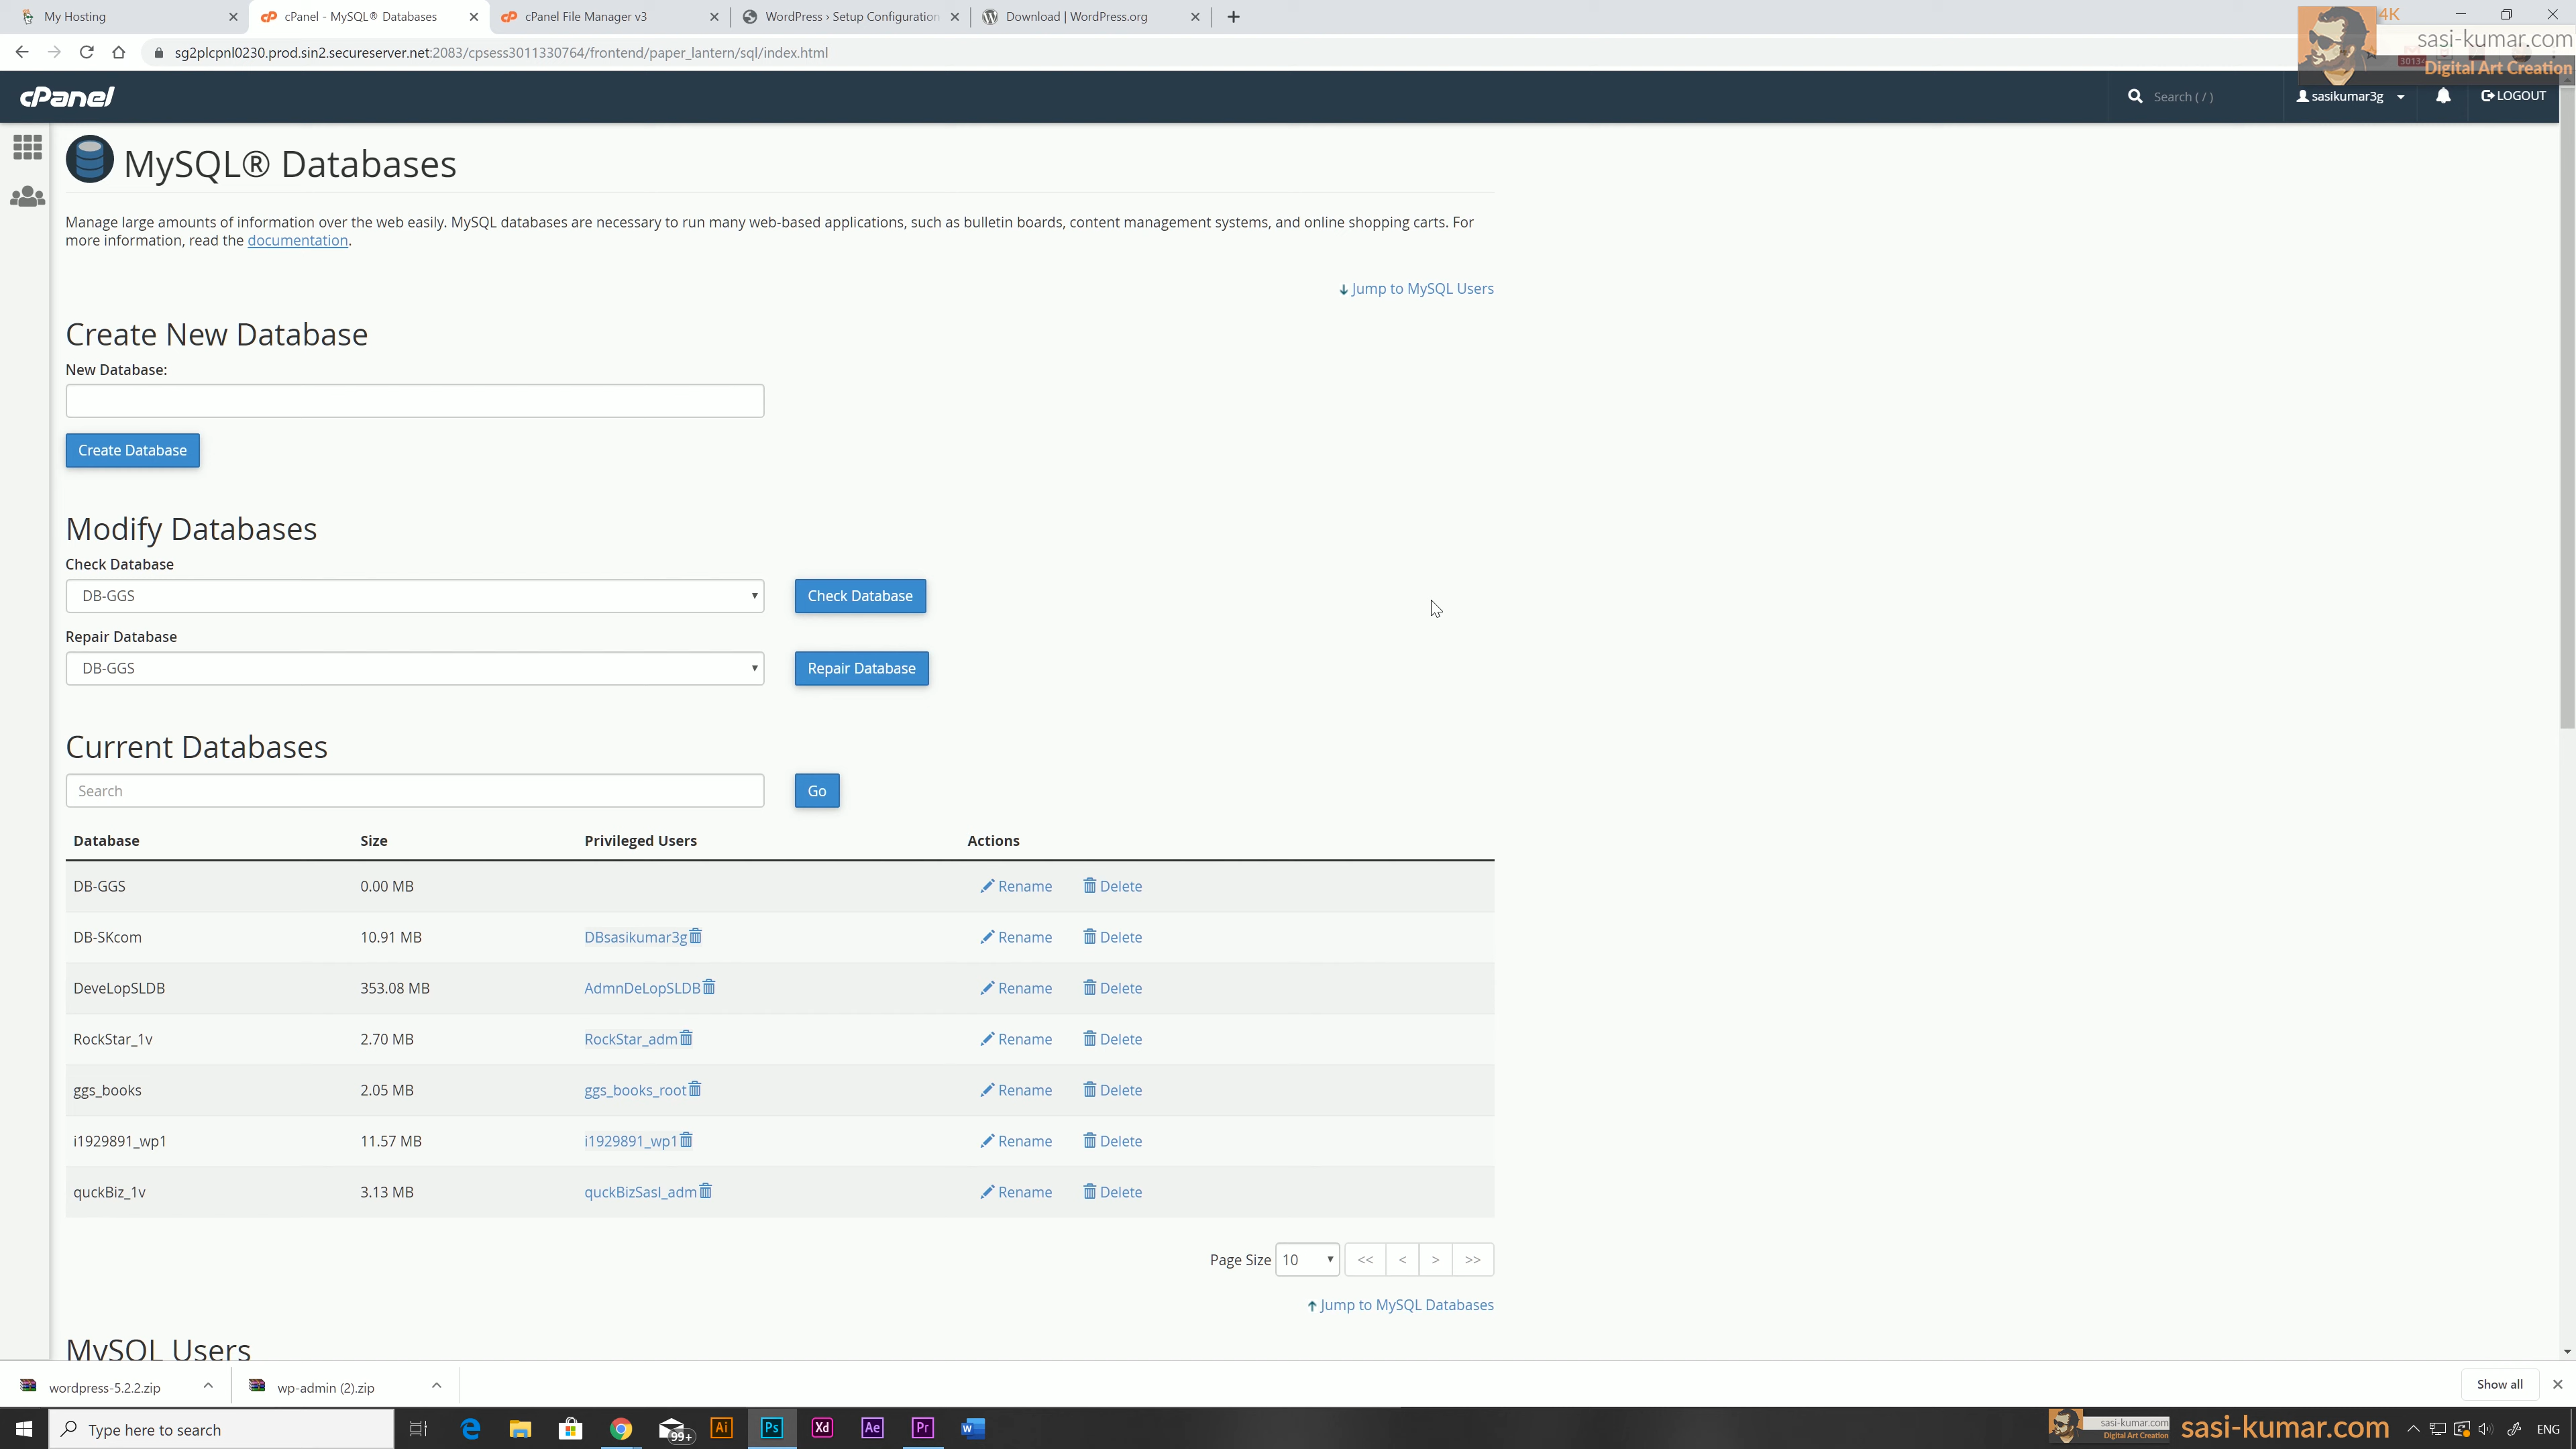 My Hosting
cPanel - MySQL® Databases
cPanel File Manager v3
WordPress › Setup Configuration
Download | WordPress.org
4K
sasi-kumar.com
Digital Art Creation
sg2plcpnl0230.prod.sin2.secureserver.net:2083/cpsess3011330764/frontend/paper_lantern/sql/index.html
cPanel
Search ( / )
sasikumar3g
LOGOUT
MySQL® Databases
Manage large amounts of information over the web easily. MySQL databases are necessary to run many web-based applications, such as bulletin boards, content management systems, and online shopping carts. For
more information, read the documentation.
Jump to MySQL Users
Create New Database
New Database:
Create Database
Modify Databases
Check Database
DB-GGS
Check Database
Repair Database
DB-GGS
Repair Database
Current Databases
Search
Go
Database Size Privileged Users Actions
DB-GGS 0.00 MB Rename Delete
DB-SKcom 10.91 MB DBsasikumar3g Rename Delete
DeveLopSLDB 353.08 MB AdmnDeLopSLDB Rename Delete
RockStar_1v 2.70 MB RockStar_adm Rename Delete
ggs_books 2.05 MB ggs_books_root Rename Delete
i1929891_wp1 11.57 MB i1929891_wp1 Rename Delete
quckBiz_1v 3.13 MB quckBizSasI_adm Rename Delete
Page Size 10 << < > >>
Jump to MySQL Databases
MySQL Users
wordpress-5.2.2.zip
wp-admin (2).zip
Show all
Type here to search
99+
Ai
Ps
Xd
Ae
Pr
W
sasi-kumar.com
Digital Art Creation
sasi-kumar.com
ENG